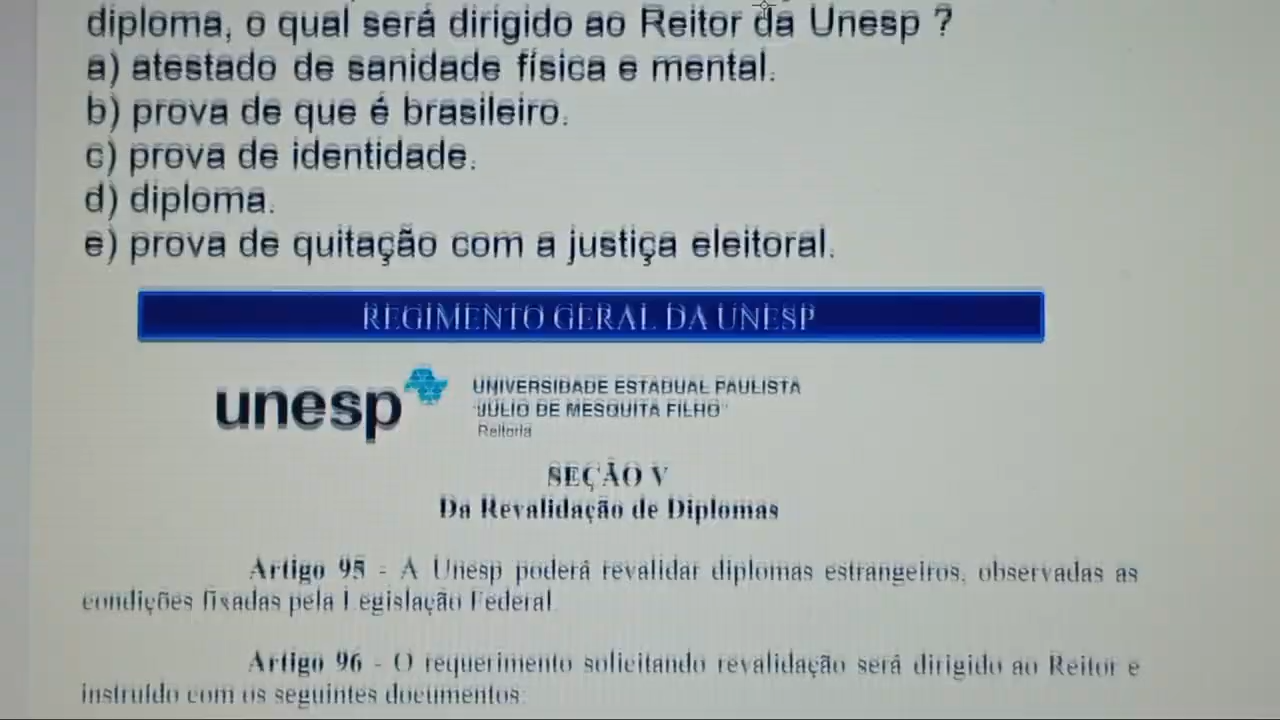 diploma, o qual será dirigido ao Reitor da Unesp ?
a) atestado de sanidade física e mental.
b) prova de que é brasileiro.
c) prova de identidade.
d) diploma.
e) prova de quitação com a justiça eleitoral.
REGIMENTO GERAL DA UNESP
unesp
UNIVERSIDADE ESTADUAL PAULISTA
"JÚLIO DE MESQUITA FILHO"
Reitoria
SEÇÃO V
Da Revalidação de Diplomas
Artigo 95 - A Unesp poderá revalidar diplomas estrangeiros, observadas as
condições fixadas pela Legislação Federal.
Artigo 96 - O requerimento solicitando revalidação será dirigido ao Reitor e
instruído com os seguintes documentos: